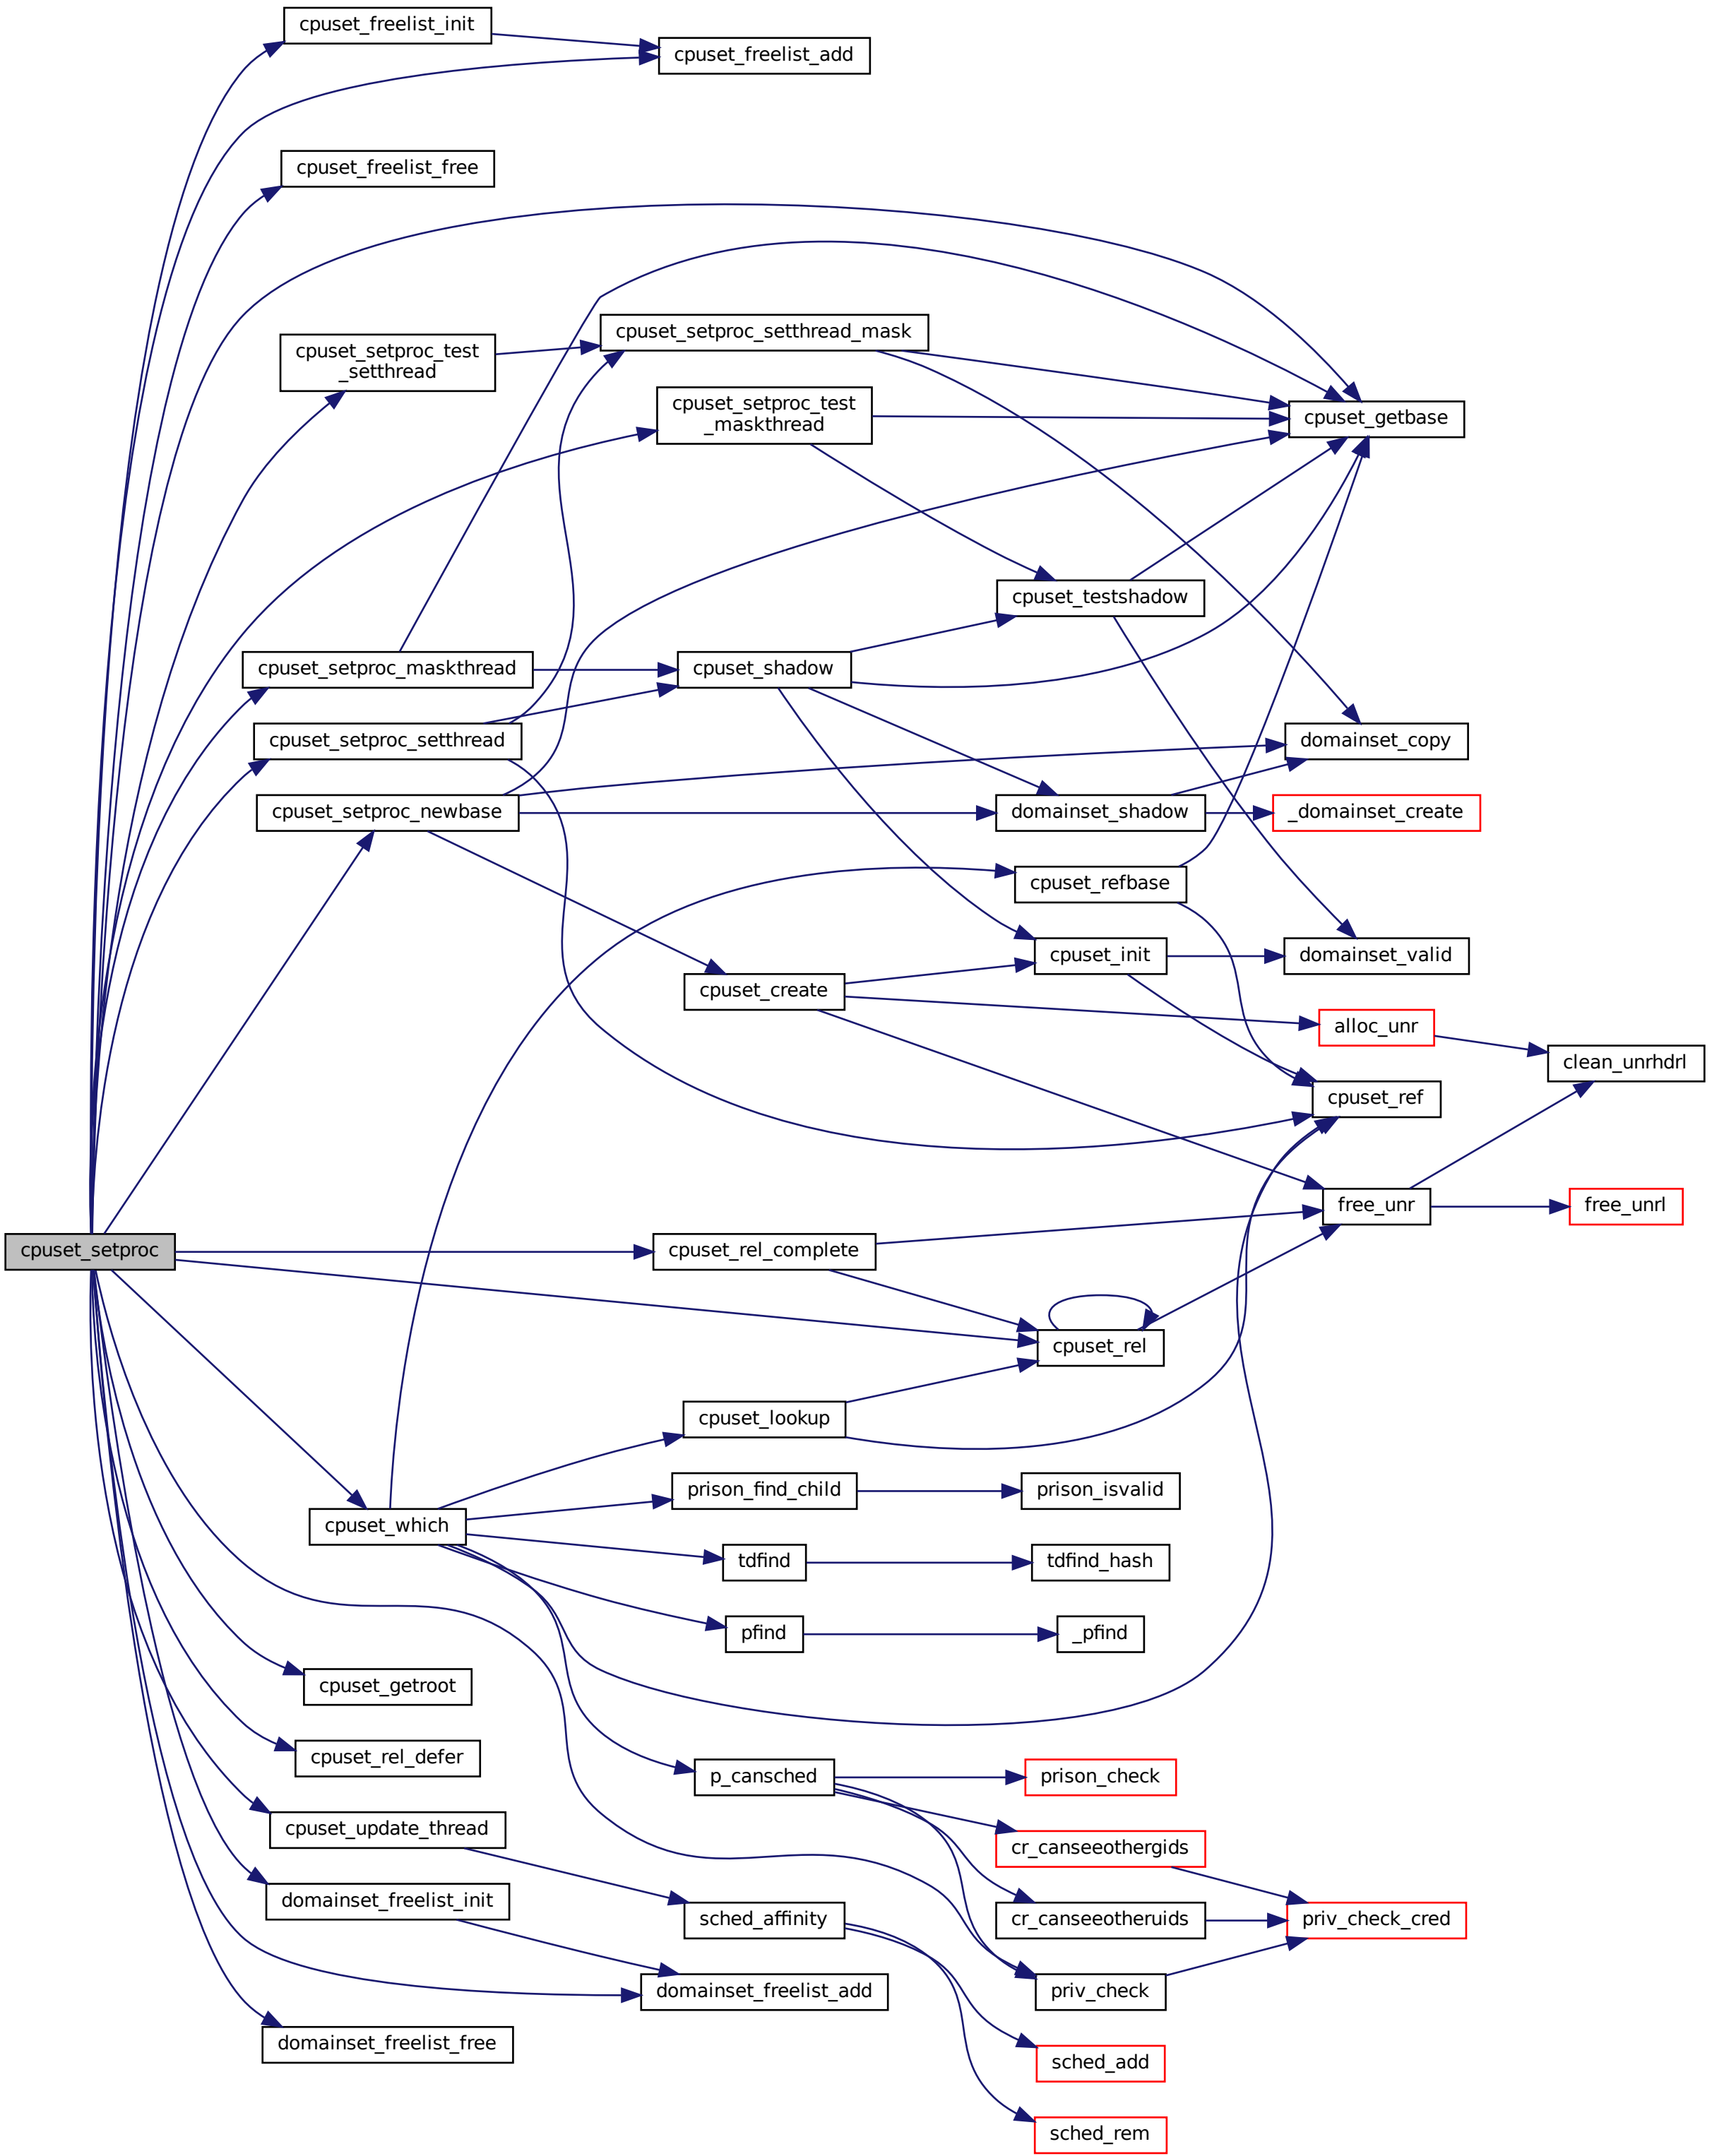 cpuset_freelist_init
cpuset_freelist_add
cpuset_freelist_free
cpuset_setproc_test
_setthread
cpuset_setproc_setthread_mask
cpuset_setproc_test
_maskthread
cpuset_getbase
cpuset_testshadow
cpuset_setproc_maskthread
cpuset_shadow
cpuset_setproc_setthread
domainset_copy
cpuset_setproc_newbase
domainset_shadow
_domainset_create
cpuset_refbase
cpuset_init
domainset_valid
cpuset_create
alloc_unr
clean_unrhdrl
cpuset_ref
free_unr
free_unrl
cpuset_setproc
cpuset_rel_complete
cpuset_rel
cpuset_lookup
prison_find_child
prison_isvalid
cpuset_which
tdfind
tdfind_hash
pfind
_pfind
cpuset_getroot
cpuset_rel_defer
p_cansched
prison_check
cpuset_update_thread
cr_canseeothergids
domainset_freelist_init
sched_affinity
cr_canseeotheruids
priv_check_cred
domainset_freelist_add
priv_check
domainset_freelist_free
sched_add
sched_rem